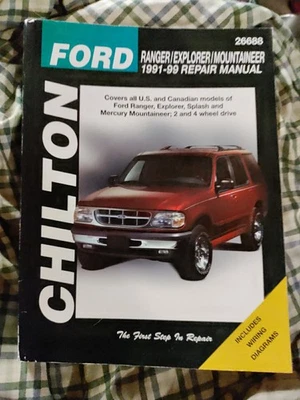 26686
FORD
RANGER/EXPLORER/MOUNTAINEER
1991-99 REPAIR MANUAL
Covers all U.S. and Canadian models of
Ford Ranger, Explorer, Splash and
Mercury Mountaineer; 2 and 4 wheel drive
CHILTON
INCLUDES
WIRING
DIAGRAMS
The First Step In Repair